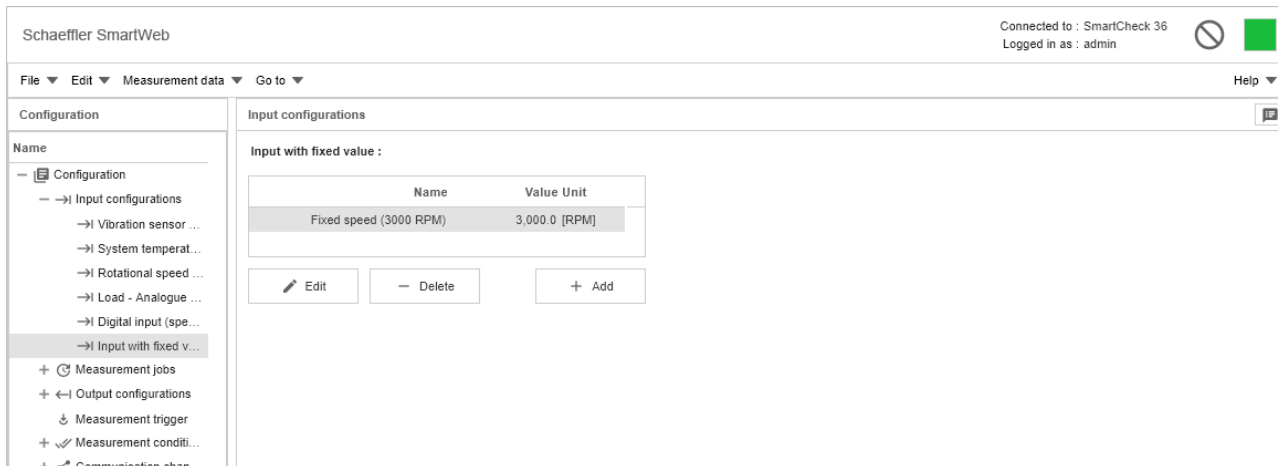 Schaeffler SmartWeb
Connected to : SmartCheck 36
Logged in as : admin
File Edit Measurement data Go to Help
Configuration
Name
Configuration
Input configurations
Vibration sensor ...
System temperat...
Rotational speed ...
Load - Analogue ...
Digital input (spe...
Input with fixed v...
Measurement jobs
Output configurations
Measurement trigger
Measurement conditi...
Communication chan...
Input configurations
Input with fixed value :
Name Value Unit
Fixed speed (3000 RPM) 3,000.0 [RPM]
Edit Delete Add